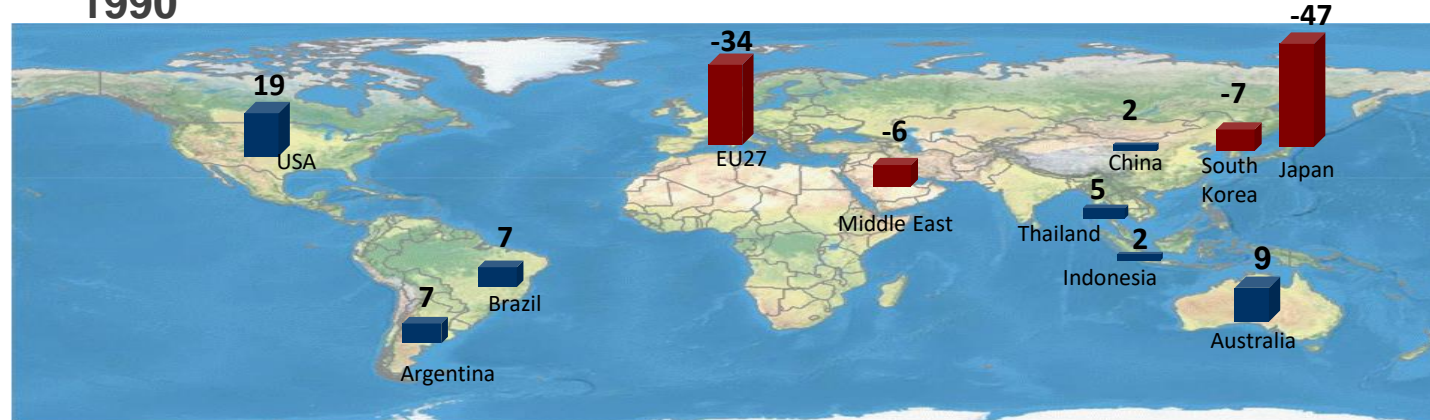 1990
-47
-34
19
-7
2
-6
USA
EU27
China
South
Korea
Japan
5
Middle East
Thailand
7
2
9
Indonesia
Brazil
7
Australia
Argentina